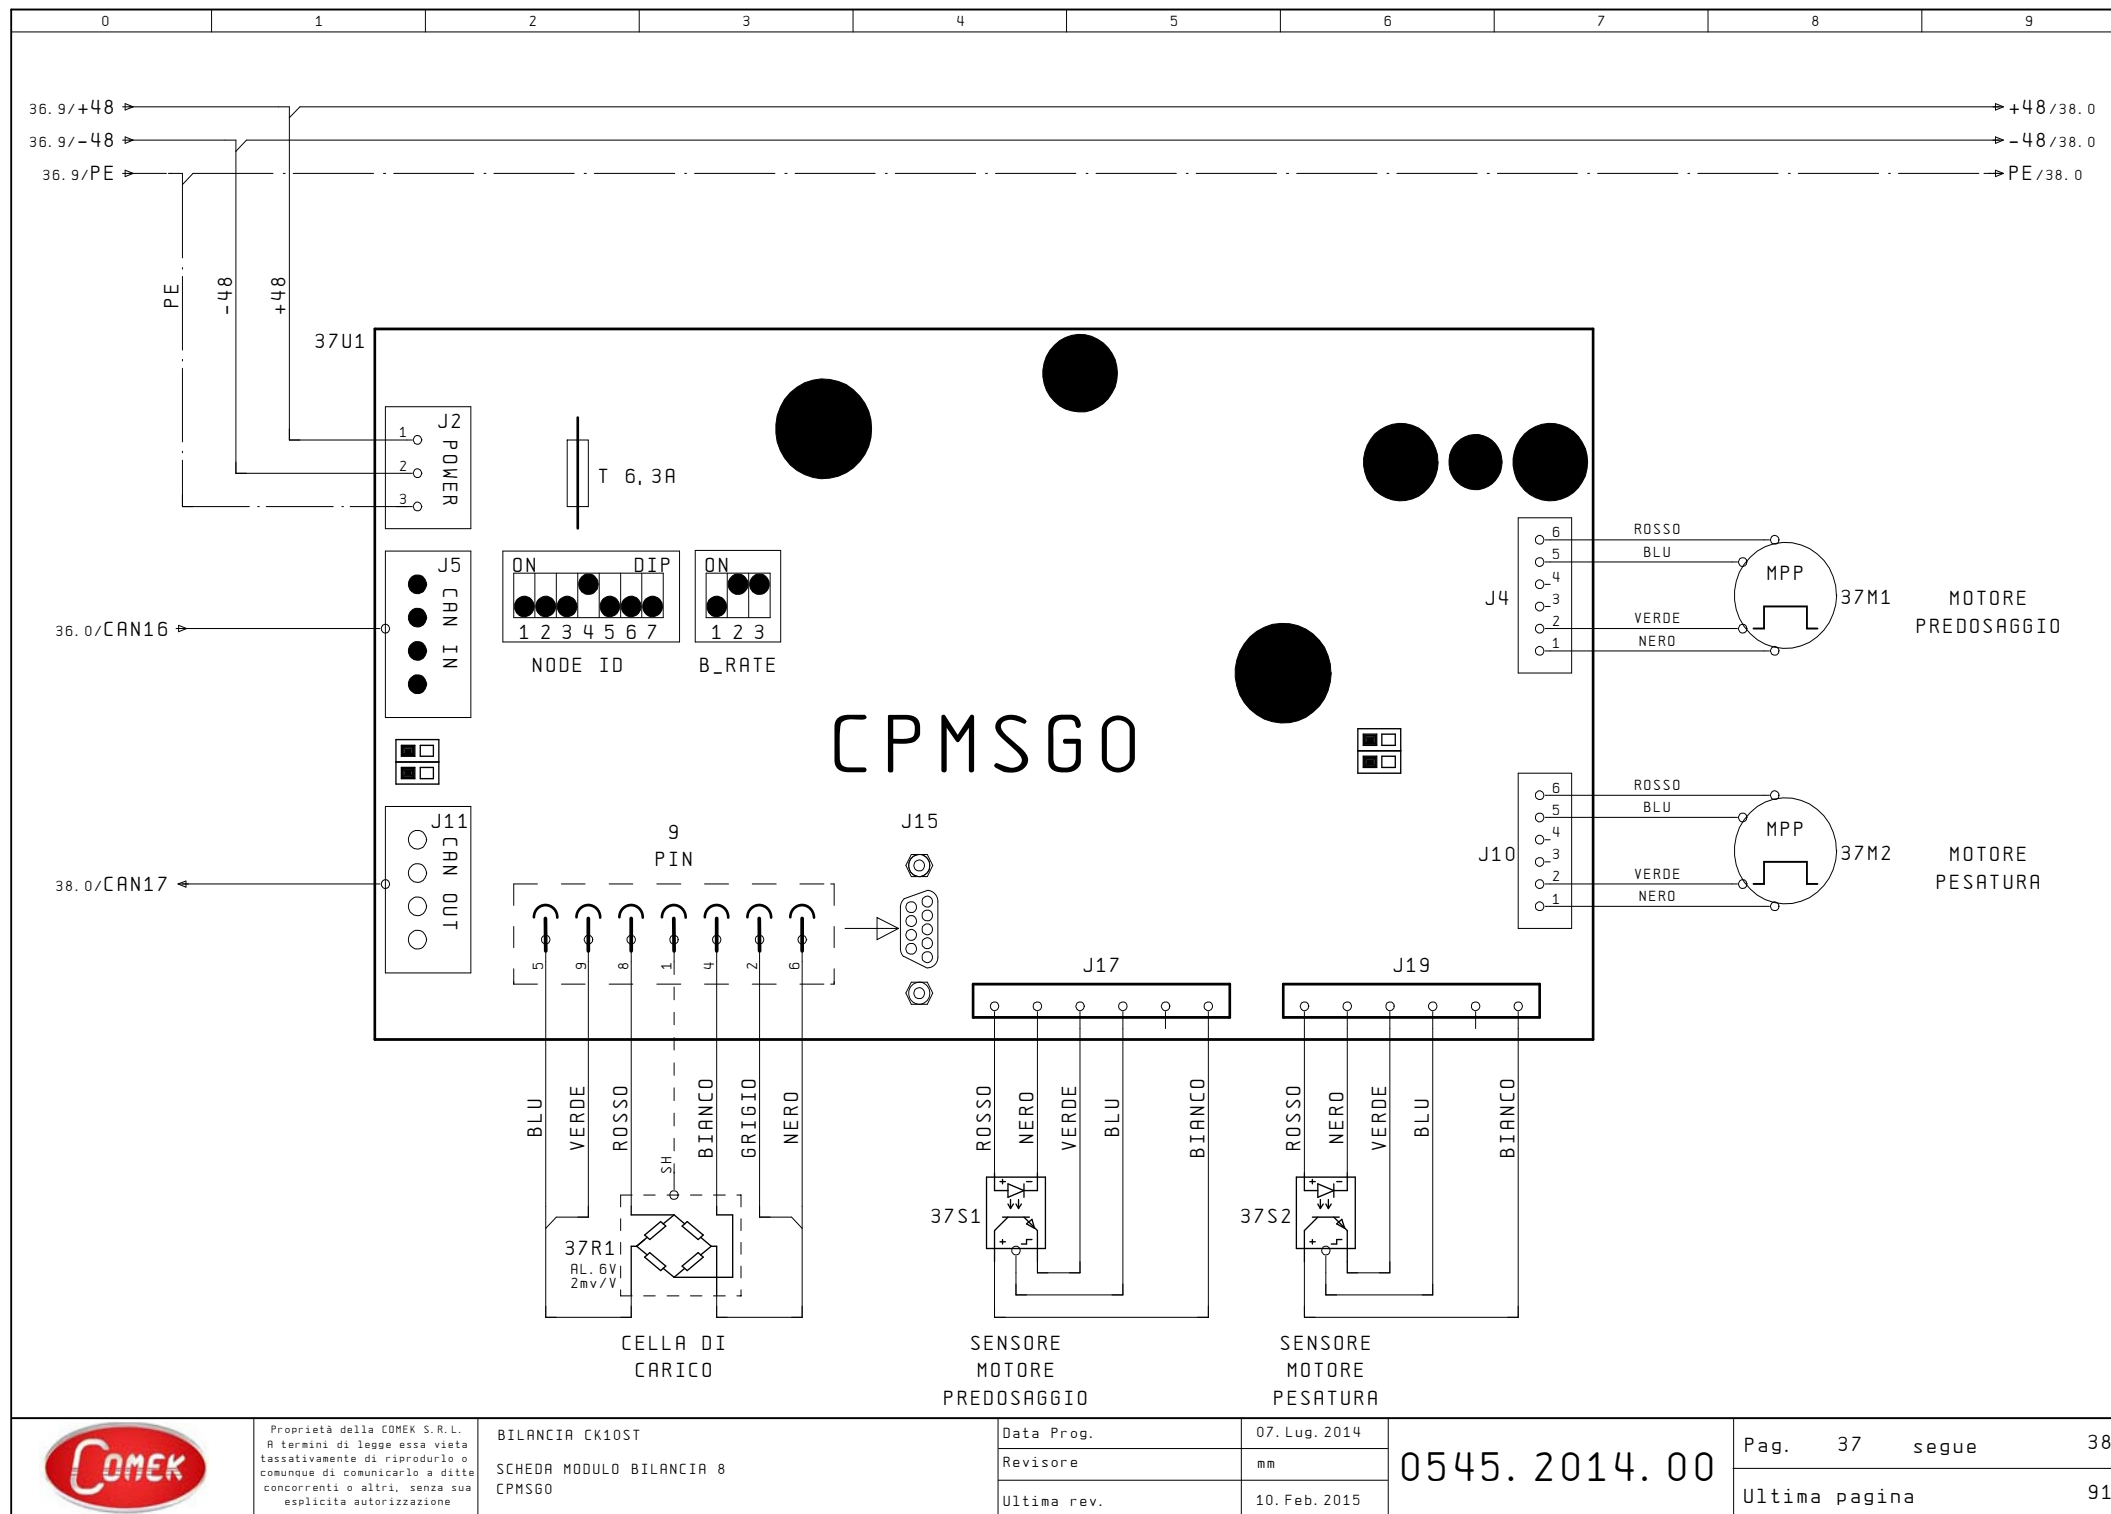 0 1 2 3 4 5 6 7 8 9
36.9/+48 +48/38.0
36.9/-48 -48/38.0
36.9/PE PE/38.0
PE -48 +48
37U1
J2
POWER
1
2
3
T 6,3A
J5
CAN IN
36.0/CAN16
ON DIP
1 2 3 4 5 6 7
NODE ID
ON
1 2 3
B_RATE
CPMSGO
J4
6 ROSSO
5 BLU
4
3
2 VERDE
1 NERO
MPP
37M1
MOTORE
PREDOSAGGIO
J10
6 ROSSO
5 BLU
4
3
2 VERDE
1 NERO
MPP
37M2
MOTORE
PESATURA
J11
CAN OUT
38.0/CAN17
9
PIN
5 9 8 1 4 2 6
J15
J17
J19
BLU VERDE ROSSO SH BIANCO GRIGIO NERO
ROSSO NERO VERDE BLU BIANCO
ROSSO NERO VERDE BLU BIANCO
37R1
AL.6V
2mv/V
37S1
+ -
+
37S2
+ -
+
CELLA DI
CARICO
SENSORE
MOTORE
PREDOSAGGIO
SENSORE
MOTORE
PESATURA
COMEK
Proprietà della COMEK S.R.L.
A termini di legge essa vieta
tassativamente di riprodurlo o
comunque di comunicarlo a ditte
concorrenti o altri, senza sua
esplicita autorizzazione
BILANCIA CK10ST
SCHEDA MODULO BILANCIA 8
CPMSGO
Data Prog. 07.Lug.2014
Revisore mm
Ultima rev. 10.Feb.2015
0545.2014.00
Pag. 37 segue 38
Ultima pagina 91